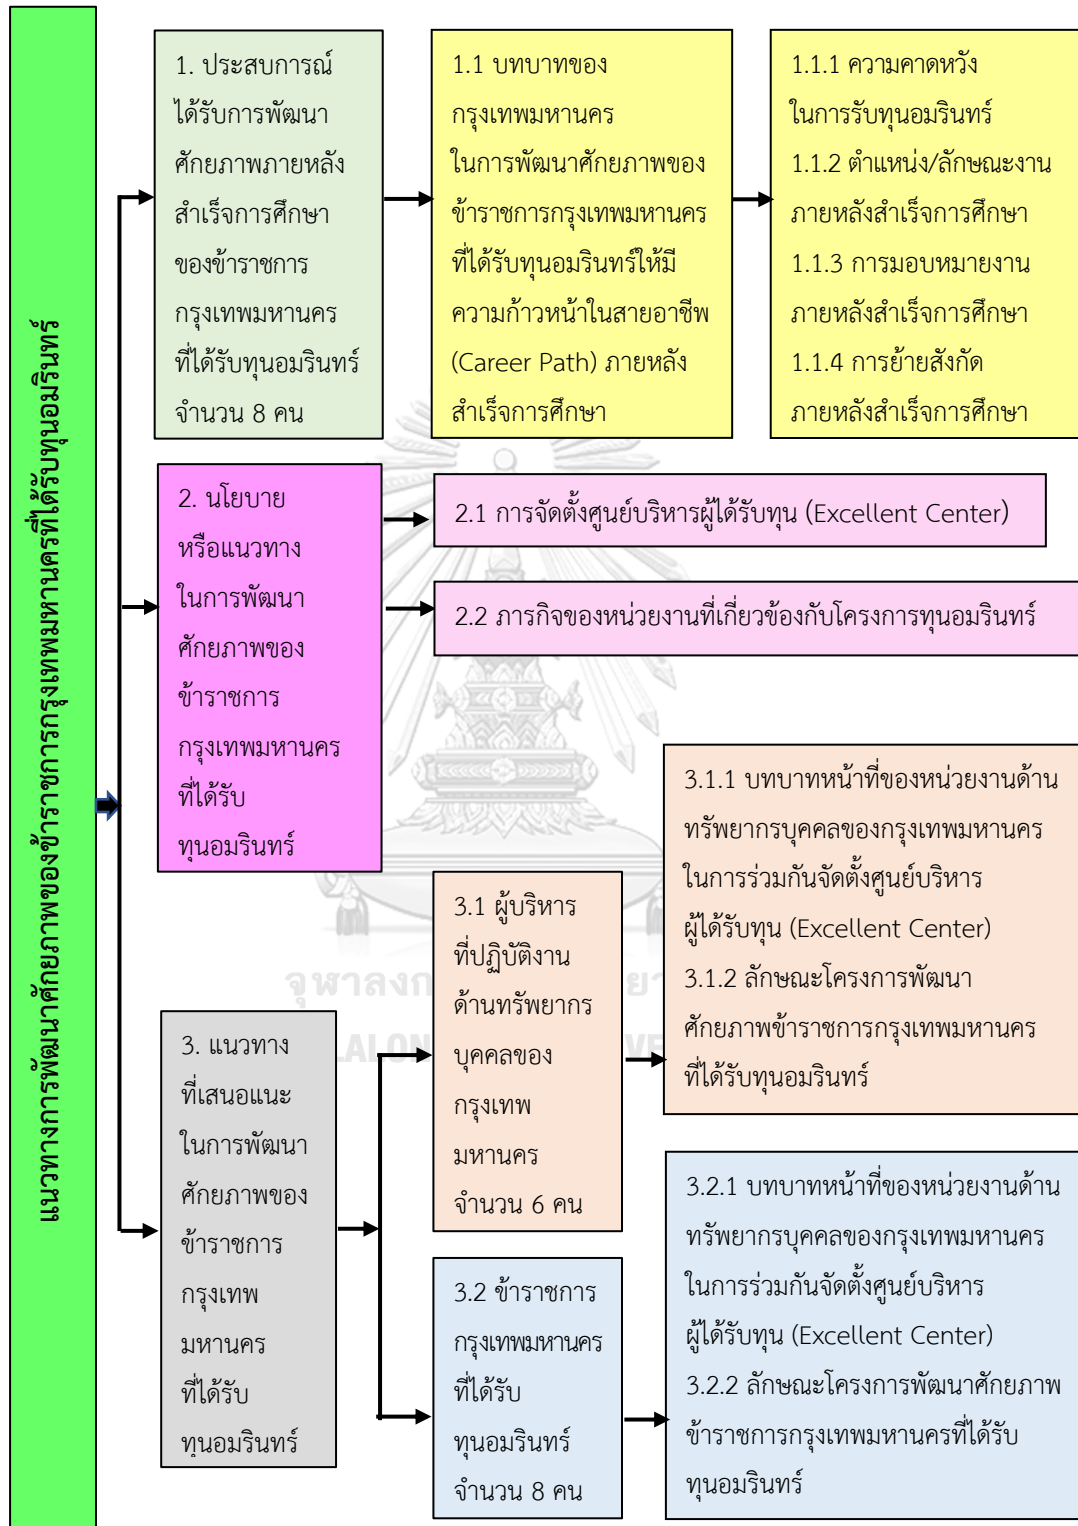 แนวทางการพัฒนาศักยภาพของข้าราชการกรุงเทพมหานครที่ได้รับทุนอมรินทร์
1. ประสบการณ์
ได้รับการพัฒนา
ศักยภาพภายหลัง
สำเร็จการศึกษา
ของข้าราชการ
กรุงเทพมหานคร
ที่ได้รับทุนอมรินทร์
จำนวน 8 คน
1.1 บทบาทของ
กรุงเทพมหานคร
ในการพัฒนาศักยภาพของ
ข้าราชการกรุงเทพมหานคร
ที่ได้รับทุนอมรินทร์ให้มี
ความก้าวหน้าในสายอาชีพ
(Career Path) ภายหลัง
สำเร็จการศึกษา
1.1.1 ความคาดหวัง
ในการรับทุนอมรินทร์
1.1.2 ตำแหน่ง/ลักษณะงาน
ภายหลังสำเร็จการศึกษา
1.1.3 การมอบหมายงาน
ภายหลังสำเร็จการศึกษา
1.1.4 การย้ายสังกัด
ภายหลังสำเร็จการศึกษา
2. นโยบาย
หรือแนวทาง
ในการพัฒนา
ศักยภาพของ
ข้าราชการ
กรุงเทพมหานคร
ที่ได้รับ
ทุนอมรินทร์
2.1 การจัดตั้งศูนย์บริหารผู้ได้รับทุน (Excellent Center)
2.2 ภารกิจของหน่วยงานที่เกี่ยวข้องกับโครงการทุนอมรินทร์
3. แนวทาง
ที่เสนอแนะ
ในการพัฒนา
ศักยภาพของ
ข้าราชการ
กรุงเทพ
มหานคร
ที่ได้รับ
ทุนอมรินทร์
3.1 ผู้บริหาร
ที่ปฏิบัติงาน
ด้านทรัพยากร
บุคคลของ
กรุงเทพ
มหานคร
จำนวน 6 คน
3.1.1 บทบาทหน้าที่ของหน่วยงานด้าน
ทรัพยากรบุคคลของกรุงเทพมหานคร
ในการร่วมกันจัดตั้งศูนย์บริหาร
ผู้ได้รับทุน (Excellent Center)
3.1.2 ลักษณะโครงการพัฒนา
ศักยภาพข้าราชการกรุงเทพมหานคร
ที่ได้รับทุนอมรินทร์
3.2 ข้าราชการ
กรุงเทพมหานคร
ที่ได้รับ
ทุนอมรินทร์
จำนวน 8 คน
3.2.1 บทบาทหน้าที่ของหน่วยงานด้าน
ทรัพยากรบุคคลของกรุงเทพมหานคร
ในการร่วมกันจัดตั้งศูนย์บริหาร
ผู้ได้รับทุน (Excellent Center)
3.2.2 ลักษณะโครงการพัฒนาศักยภาพ
ข้าราชการกรุงเทพมหานครที่ได้รับ
ทุนอมรินทร์